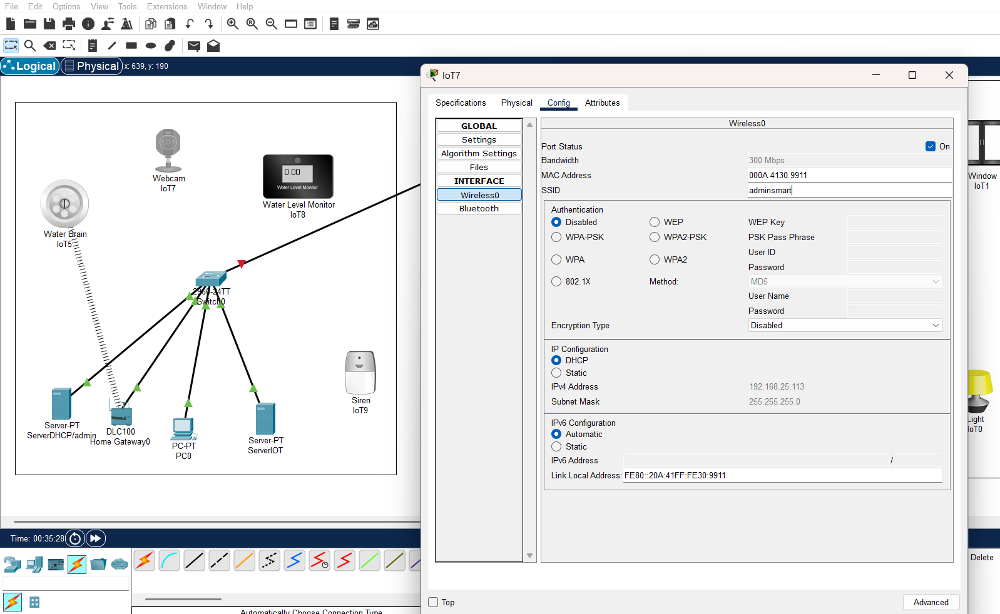 File Edit Options View Tools Extensions Window Help
Logical Physical x: 639, y: 190
IoT7
Specifications Physical Config Attributes
GLOBAL
Settings
Algorithm Settings
Files
INTERFACE
Wireless0
Bluetooth
Wireless0
Port Status On
Bandwidth 300 Mbps
MAC Address 000A.4130.9911
SSID adminsmart
Authentication
Disabled WEP WEP Key
WPA-PSK WPA2-PSK PSK Pass Phrase
User ID
WPA WPA2
Password
802.1X Method: MD5
User Name
Password
Encryption Type Disabled
IP Configuration
DHCP
Static
IPv4 Address 192.168.25.113
Subnet Mask 255.255.255.0
IPv6 Configuration
Automatic
Static
IPv6 Address /
Link Local Address: FE80::20A:41FF:FE30:9911
Top Advanced
Webcam
IoT7
0.00
Water Level Monitor
Water Level Monitor
IoT8
Water Drain
IoT5
2960-24TT
Switch0
Siren
IoT9
Server-PT
ServerDHCP/admin
DLC100
Home Gateway0
PC-PT
PC0
Server-PT
ServerIOT
Window
IoT1
Light
IoT0
Time: 00:35:28
Delete
Automatically Choose Connection Type